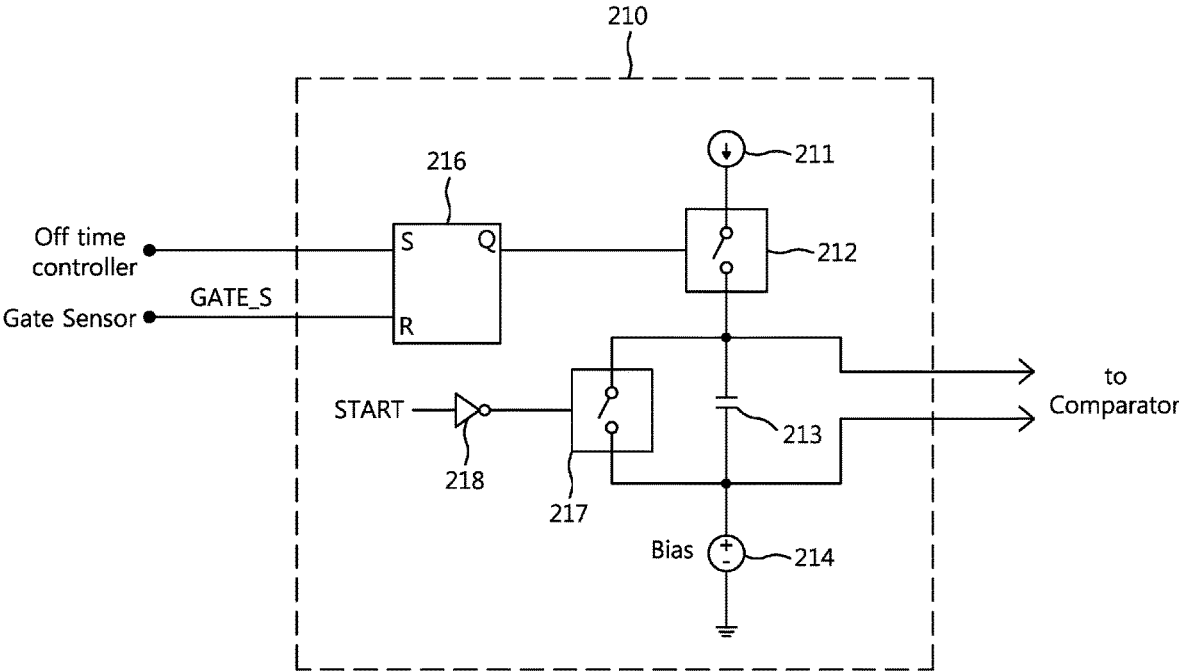 210
211
216
Off time
controller
S
Q
212
GATE_S
Gate Sensor
R
to
Comparator
START
213
218
217
Bias
+
-
214